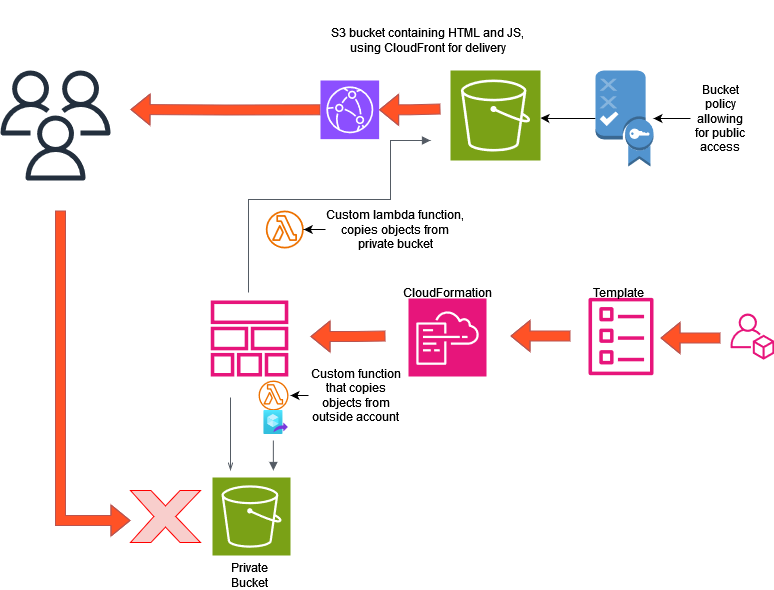 S3 bucket containing HTML and JS,
using CloudFront for delivery
Bucket
policy
allowing
for public
access
Custom lambda function,
copies objects from
private bucket
CloudFormation
Template
Custom function
that copies
objects from
outside account
Private
Bucket